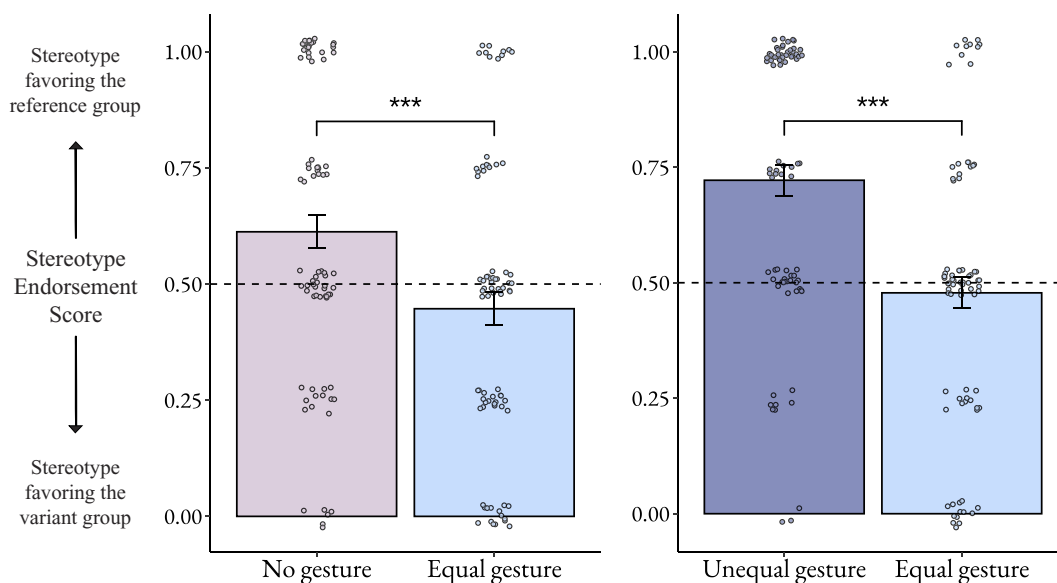 Stereotype
favoring the
reference group
Stereotype
Endorsement
Score
Stereotype
favoring the
variant group
1.00
0.75
0.50
0.25
0.00
***
No gesture
Equal gesture
1.00
0.75
0.50
0.25
0.00
***
Unequal gesture
Equal gesture